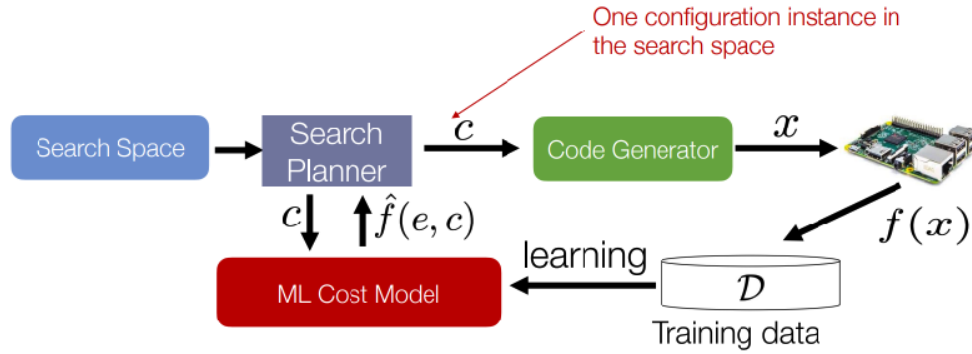 One configuration instance in
the search space
Search Space
Search
Planner
c
Code Generator
x
c
f̂(e, c)
f(x)
ML Cost Model
learning
𝒟
Training data